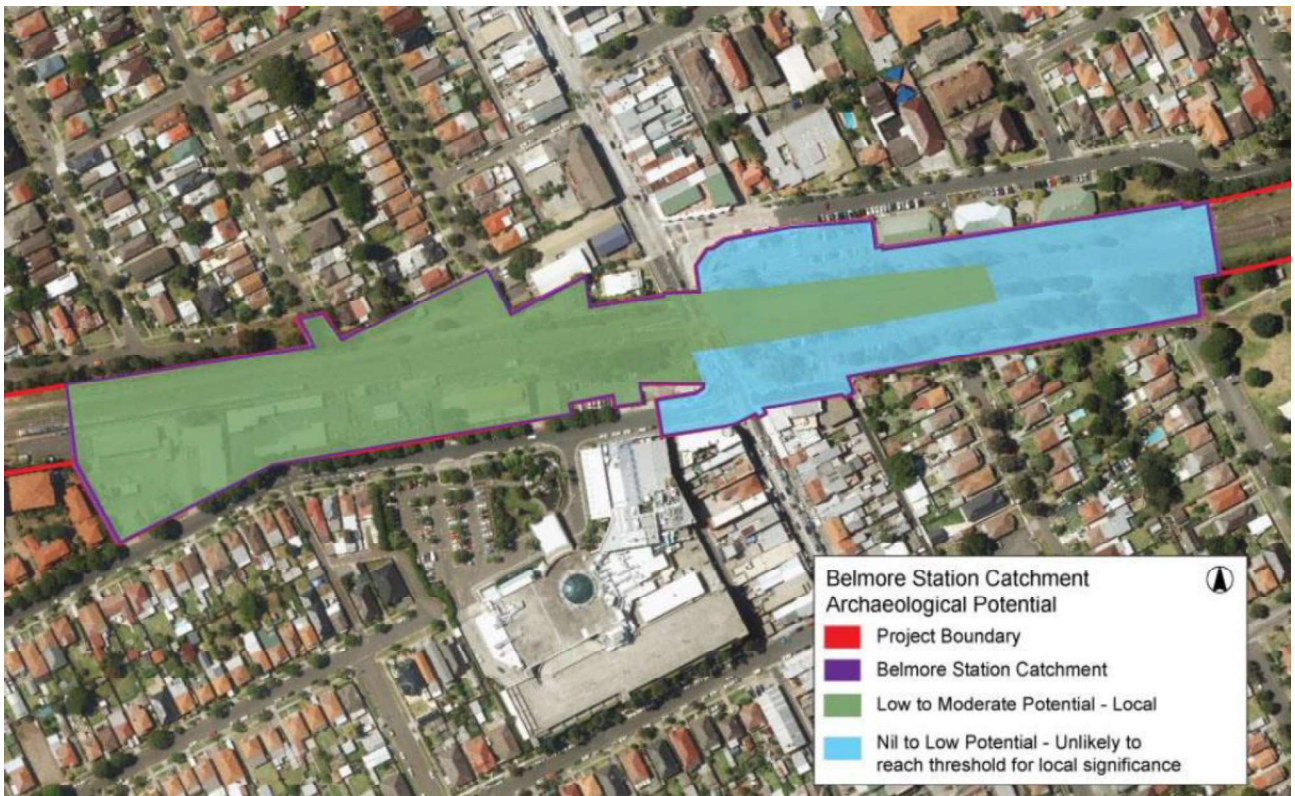 Belmore Station Catchment
Archaeological Potential
Project Boundary
Belmore Station Catchment
Low to Moderate Potential - Local
Nil to Low Potential - Unlikely to
reach threshold for local significance